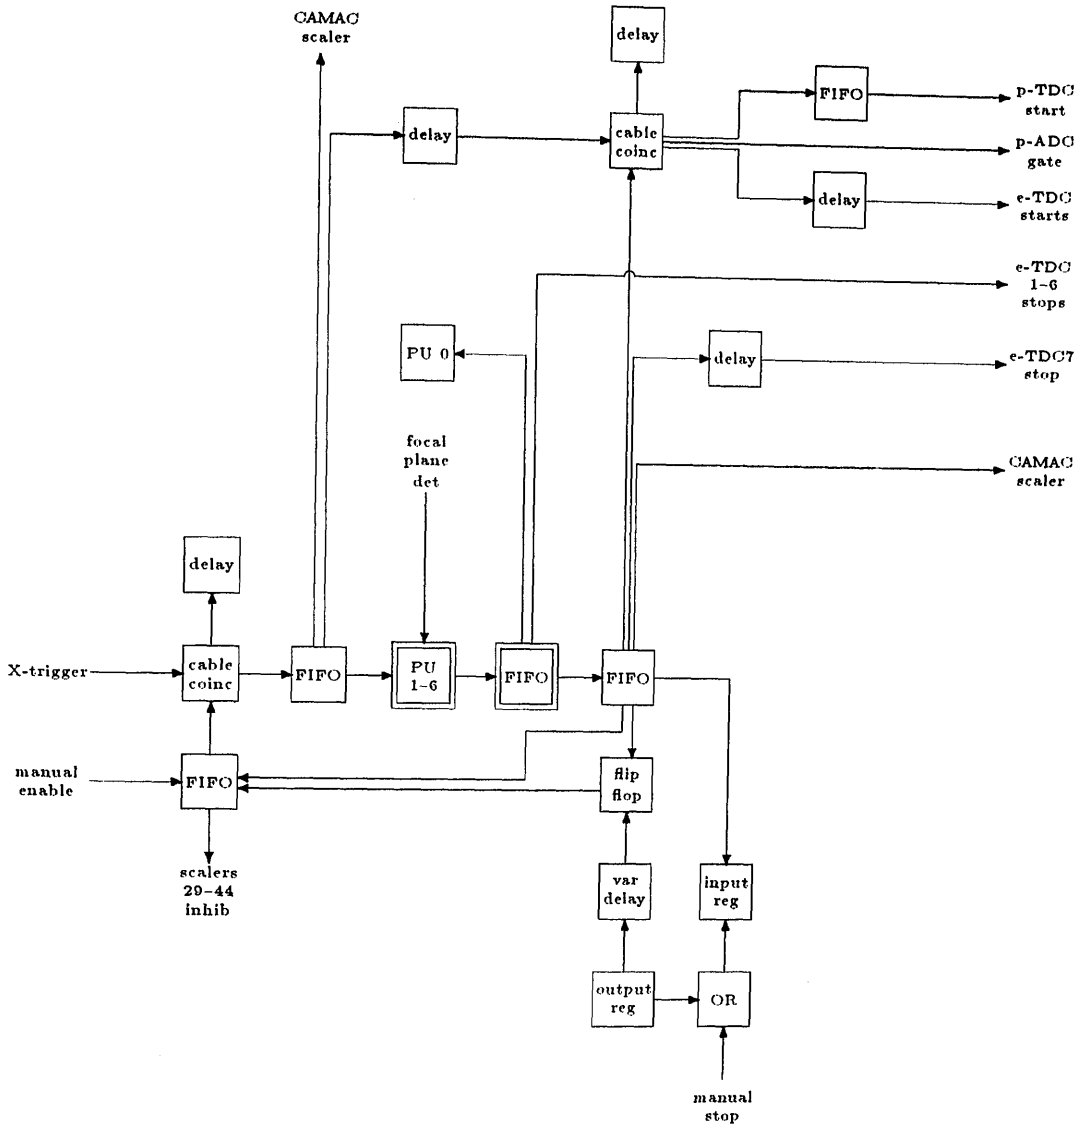 CAMAC
scaler
delay
FIFO
p-TDC
start
delay
cable
coinc
p-ADC
gate
delay
e-TDC
starts
e-TDC
1-6
stops
PU 0
delay
e-TDC7
stop
focal
plane
det
CAMAC
scaler
delay
X-trigger
cable
coinc
FIFO
PU
1-6
FIFO
FIFO
manual
enable
FIFO
flip
flop
scalers
29-44
inhib
var
delay
input
reg
output
reg
OR
manual
stop